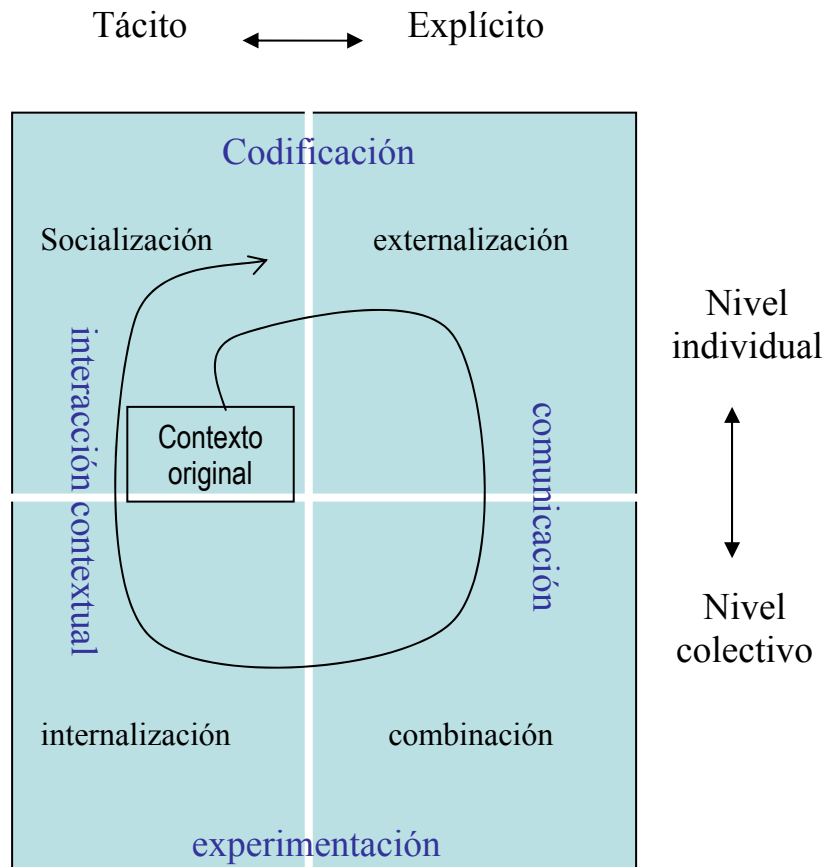 Tácito
Explícito
Codificación
Socialización
externalización
Nivel
individual
interacción contextual
Contexto
original
comunicación
Nivel
colectivo
internalización
combinación
experimentación